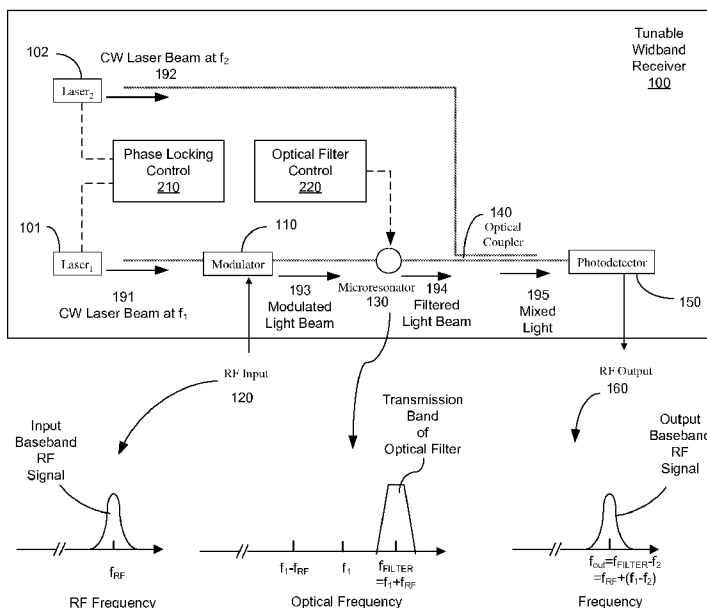 Tunable
Widband
Receiver
100
102
CW Laser Beam at f2
192
Laser2
Phase Locking
Control
210
Optical Filter
Control
220
101
110
140
Optical
Coupler
Laser1
Modulator
Photodetector
191
CW Laser Beam at f1
193
Modulated
Light Beam
Microresonator
130
194
Filtered
Light Beam
195
Mixed
Light
150
RF Input
120
RF Output
160
Input
Baseband
RF
Signal
Transmission
Band
of
Optical Filter
Output
Baseband
RF
Signal
fRF
f1-fRF
f1
fFILTER
=f1+fRF
fout=fFILTER-f2
=fRF+(f1-f2)
RF Frequency
Optical Frequency
Frequency